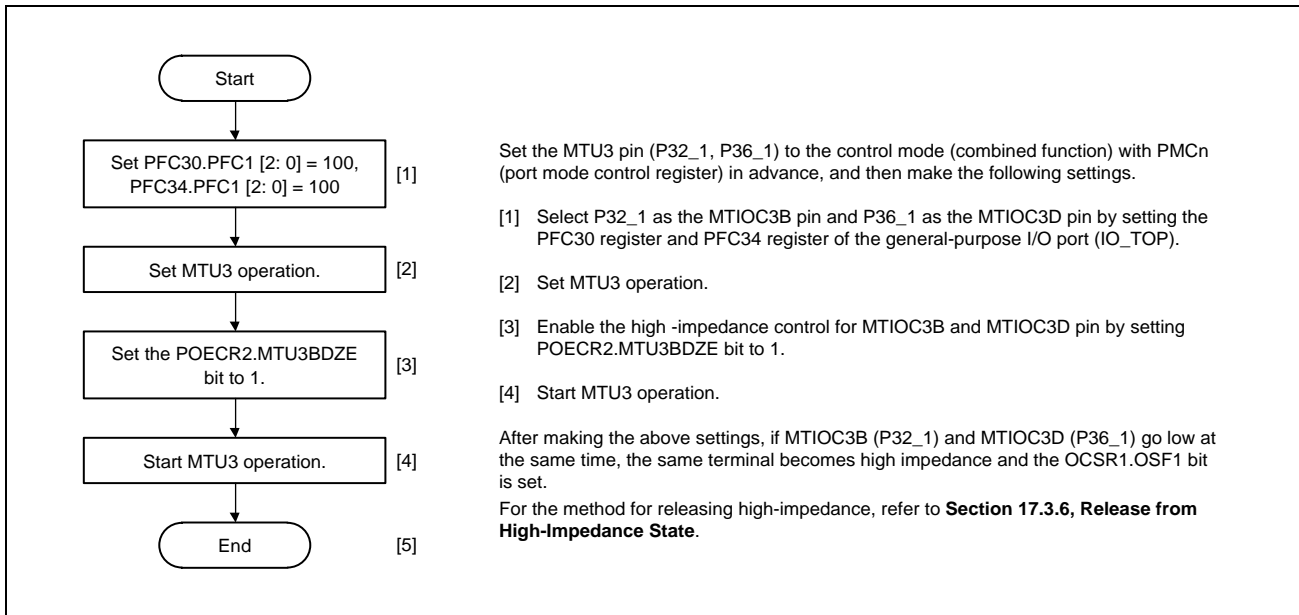 Start
Set PFC30.PFC1 [2: 0] = 100,
PFC34.PFC1 [2: 0] = 100
[1]
Set MTU3 operation.
[2]
Set the POECR2.MTU3BDZE
bit to 1.
[3]
Start MTU3 operation.
[4]
End
[5]
Set the MTU3 pin (P32_1, P36_1) to the control mode (combined function) with PMCn
(port mode control register) in advance, and then make the following settings.
[1] Select P32_1 as the MTIOC3B pin and P36_1 as the MTIOC3D pin by setting the
PFC30 register and PFC34 register of the general-purpose I/O port (IO_TOP).
[2] Set MTU3 operation.
[3] Enable the high -impedance control for MTIOC3B and MTIOC3D pin by setting
POECR2.MTU3BDZE bit to 1.
[4] Start MTU3 operation.
After making the above settings, if MTIOC3B (P32_1) and MTIOC3D (P36_1) go low at
the same time, the same terminal becomes high impedance and the OCSR1.OSF1 bit
is set.
For the method for releasing high-impedance, refer to Section 17.3.6, Release from
High-Impedance State.